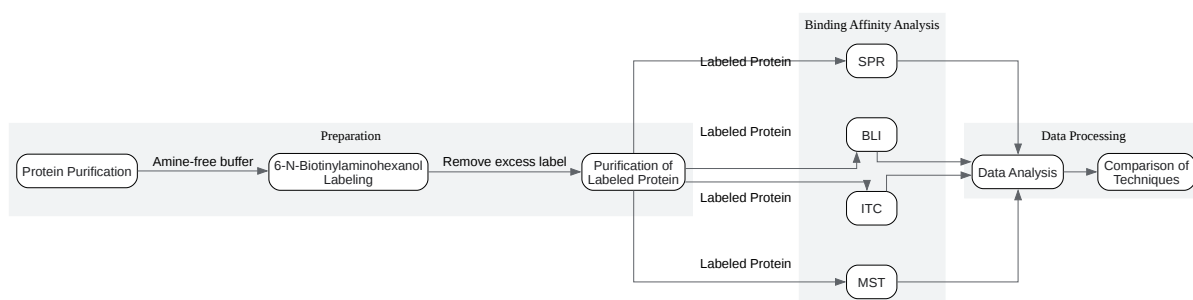 Binding Affinity Analysis
Labeled Protein
SPR
Labeled Protein
BLI
Preparation
Data Processing
Protein Purification
Amine-free buffer
6-N-Biotinylaminohexanol
Labeling
Remove excess label
Purification of
Labeled Protein
Data Analysis
Comparison of
Techniques
Labeled Protein
ITC
Labeled Protein
MST